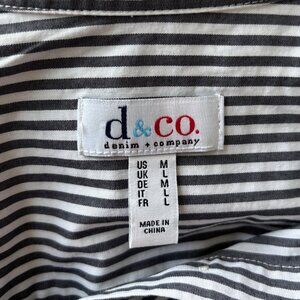 d&co.
denim + company
US M
UK L
DE M
IT L
FR L
MADE IN
CHINA